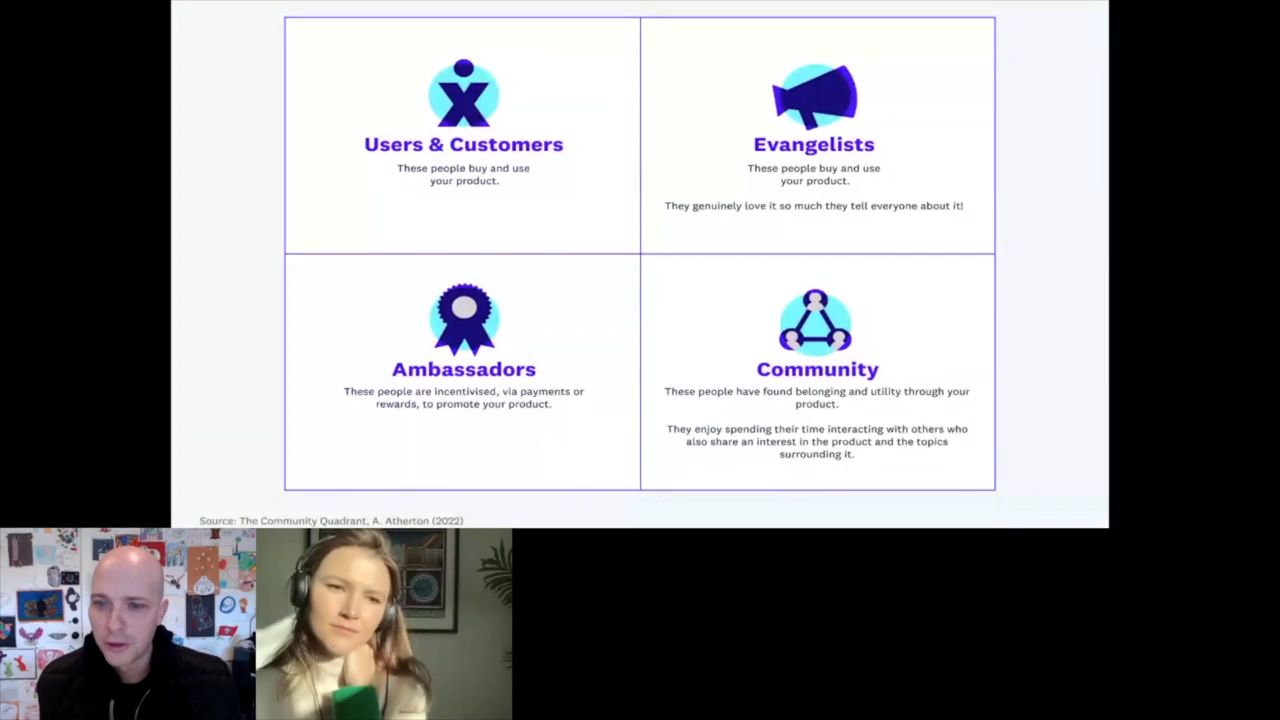 Users & Customers
These people buy and use
your product.
Evangelists
These people buy and use
your product.
They genuinely love it so much they tell everyone about it!
Ambassadors
These people are incentivised, via payments or
rewards, to promote your product.
Community
These people have found belonging and utility through your
product.
They enjoy spending their time interacting with others who
also share an interest in the product and the topics
surrounding it.
Source: The Community Quadrant, A. Atherton (2022)